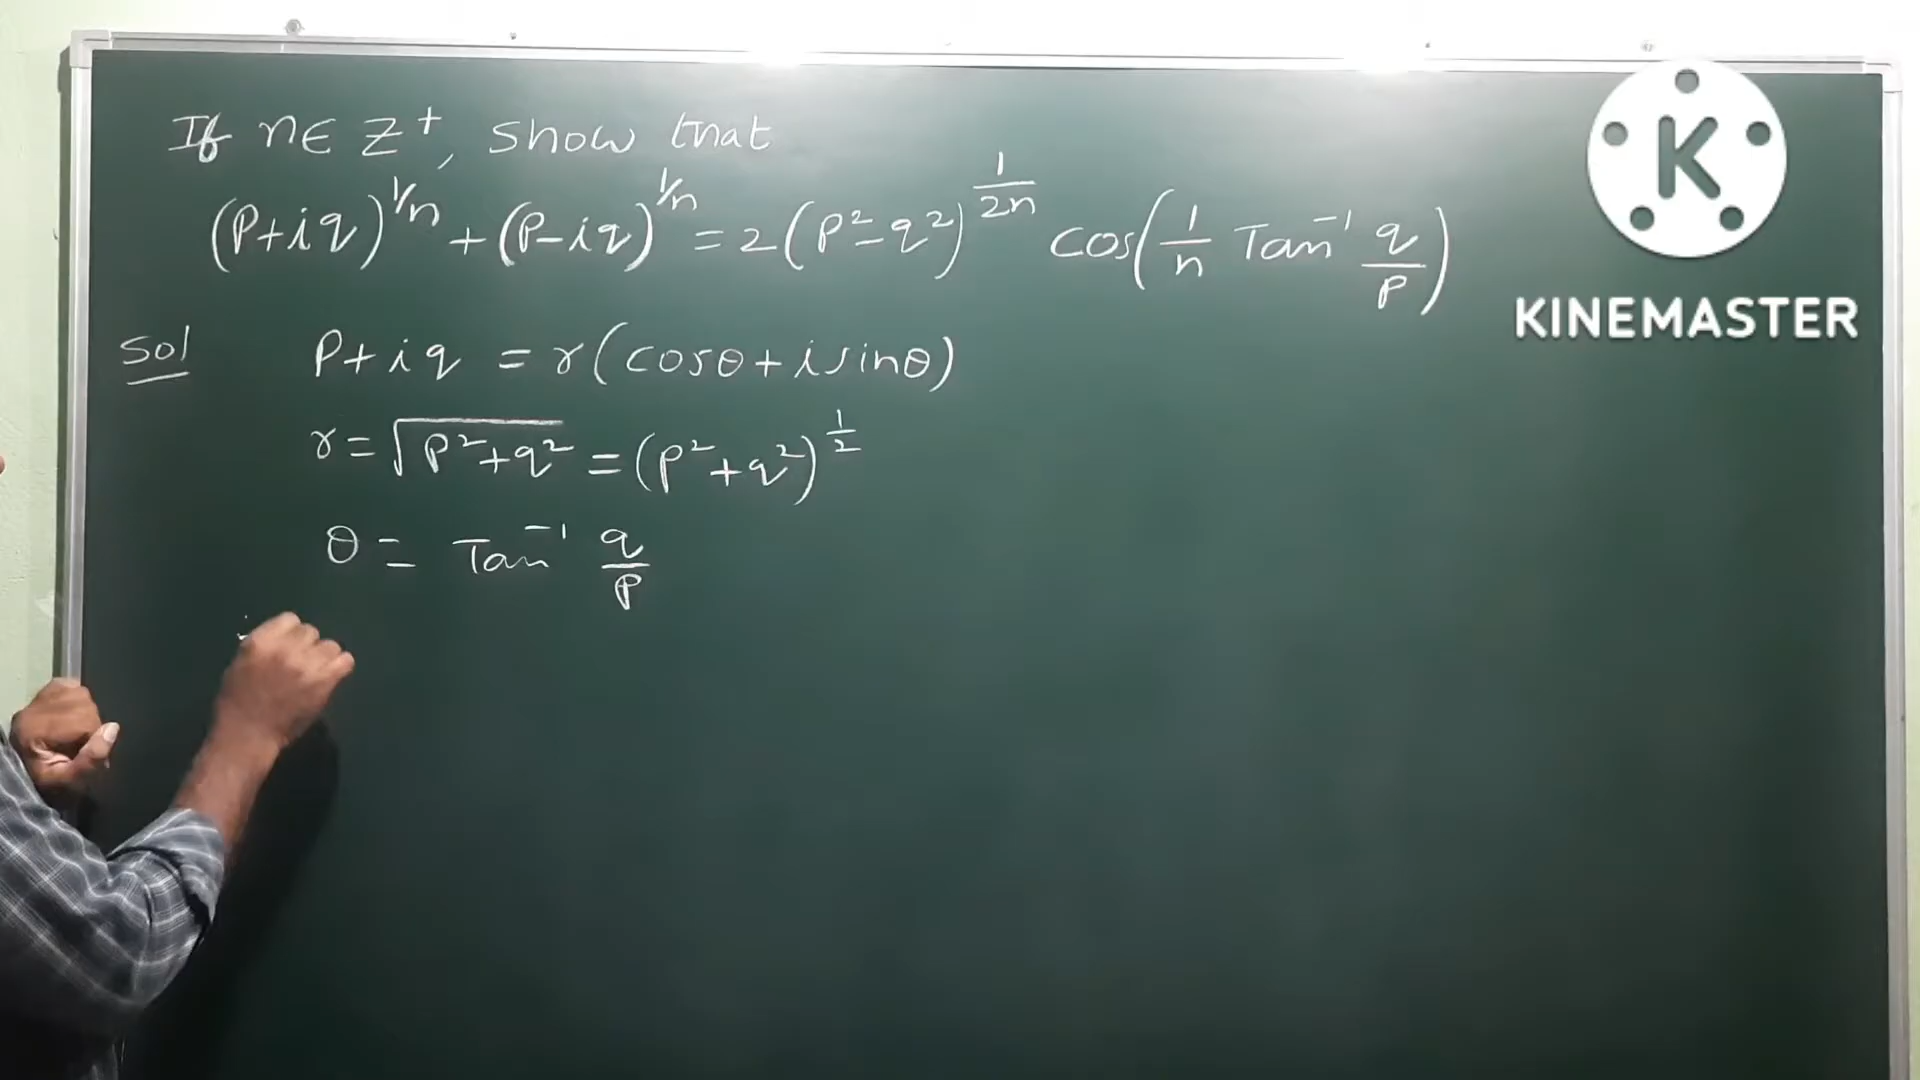 If n ∈ Z⁺, show that
(P+iq)^1/n + (P-iq)^1/n = 2(P²-q²)^1/2n cos(1/n Tan⁻¹ q/P)
Sol P+iq = r(cosθ+isinθ)
r = √P²+q² = (P²+q²)^1/2
θ = Tan⁻¹ q/P
K
KINEMASTER